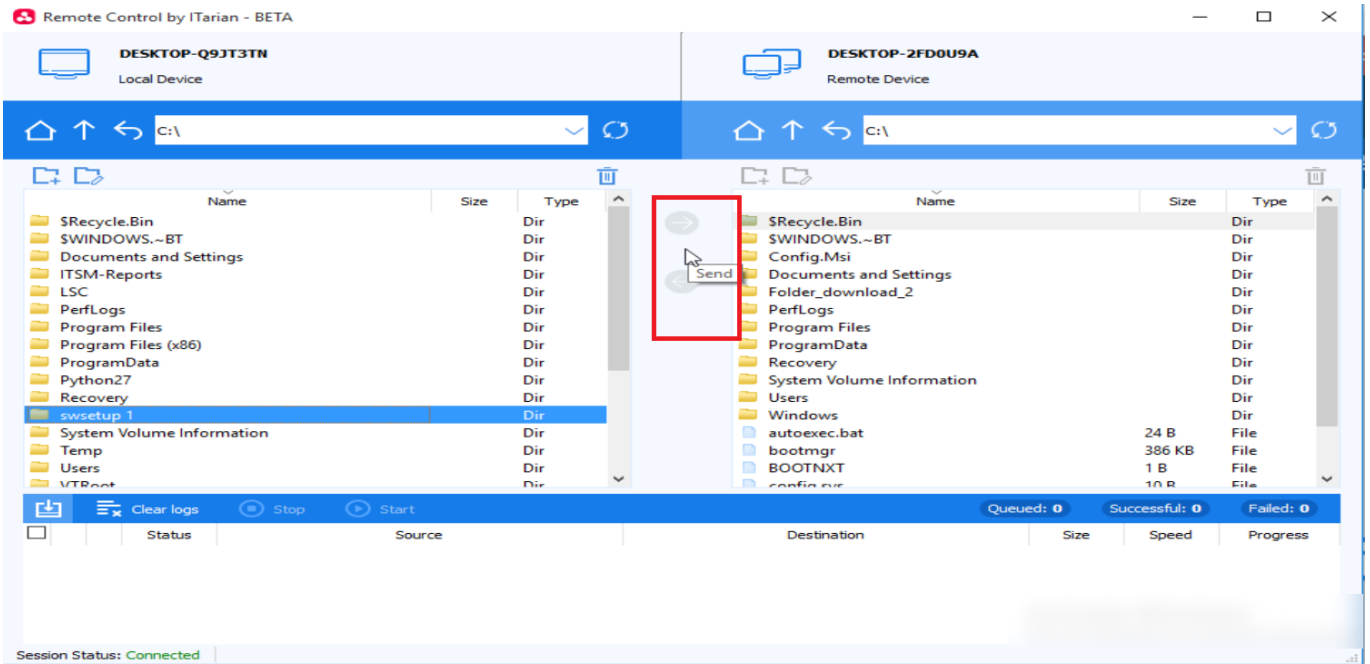 Remote Control by ITarian - BETA
DESKTOP-Q9JT3TN
Local Device
DESKTOP-2FD0U9A
Remote Device
C:\
C:\
Name Size Type
$Recycle.Bin Dir
$WINDOWS.~BT Dir
Documents and Settings Dir
ITSM-Reports Dir
LSC Dir
PerfLogs Dir
Program Files Dir
Program Files (x86) Dir
ProgramData Dir
Python27 Dir
Recovery Dir
swsetup 1 Dir
System Volume Information Dir
Temp Dir
Users Dir
VTRoot Dir
Send
Name Size Type
$Recycle.Bin Dir
$WINDOWS.~BT Dir
Config.Msi Dir
Documents and Settings Dir
Folder_download_2 Dir
PerfLogs Dir
Program Files Dir
ProgramData Dir
Recovery Dir
System Volume Information Dir
Users Dir
Windows Dir
autoexec.bat 24 B File
bootmgr 386 KB File
BOOTNXT 1 B File
config.sys 10 B File
Clear logs Stop Start Queued: 0 Successful: 0 Failed: 0
Status Source Destination Size Speed Progress
Session Status: Connected